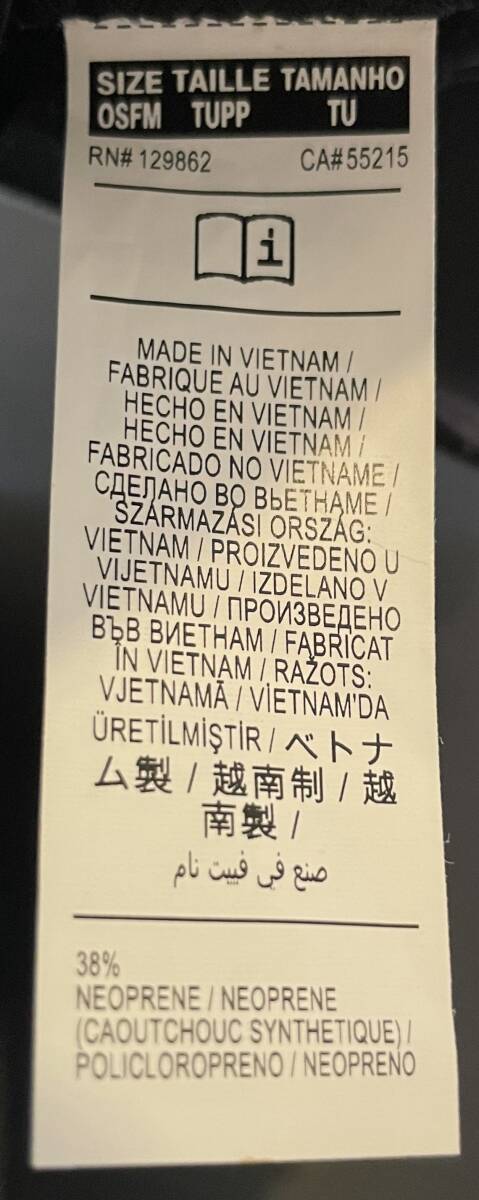 SIZE TAILLE TAMANHO
OSFM TUPP TU
RN# 129862 CA# 55215
i
MADE IN VIETNAM /
FABRIQUE AU VIETNAM /
HECHO EN VIETNAM /
HECHO EN VIETNAM /
FABRICADO NO VIETNAME /
СДЕЛАНО ВО ВЬЕТНАМЕ /
SZÁRMAZÁSI ORSZÁG:
VIETNAM / PROIZVEDENO U
VIJETNAMU / IZDELANO V
VIETNAMU / ПРОИЗВЕДЕНО
ВЪВ ВИЕТНАМ / FABRICAT
ÎN VIETNAM / RAŽOTS:
VJETNAMĀ / VİETNAM'DA
ÜRETİLMİŞTİR / ベトナ
ム製 / 越南制 / 越
南製 /
صنع في فييت نام
38%
NEOPRENE / NEOPRENE
(CAOUTCHOUC SYNTHETIQUE) /
POLICLOROPRENO / NEOPRENO